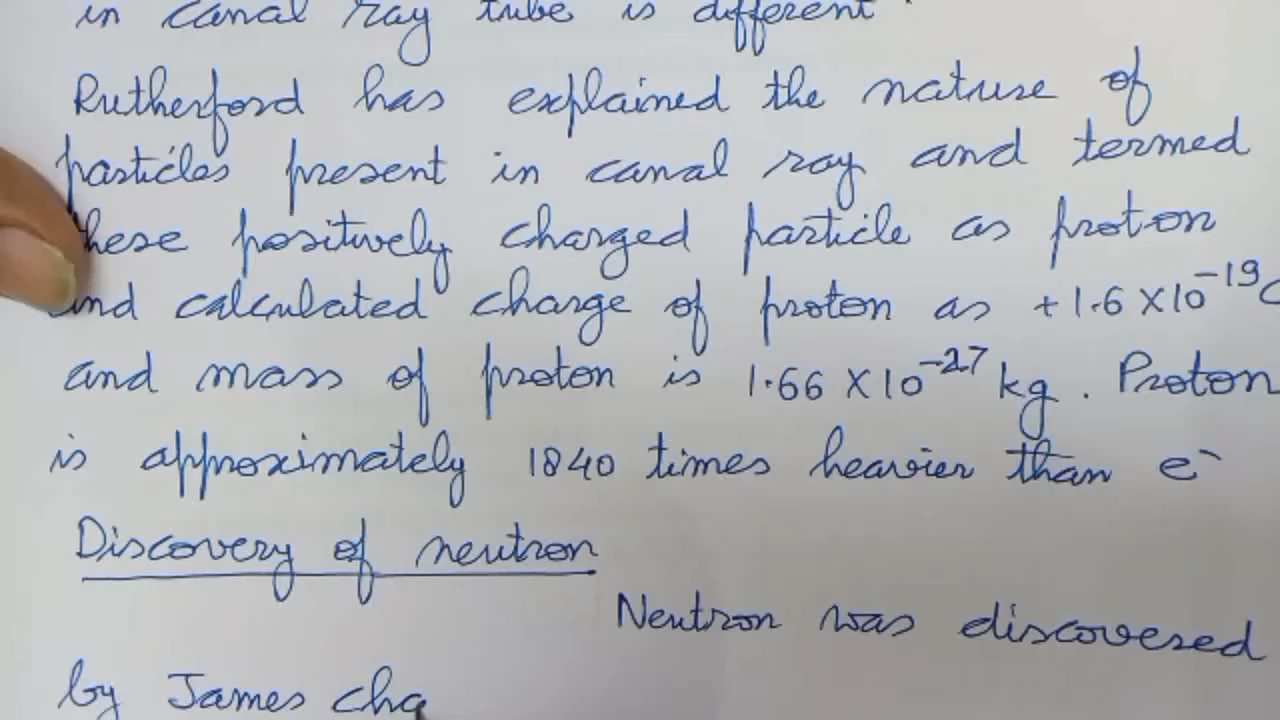 in canal ray tube is different
Rutherford has explained the nature of
particles present in canal ray and termed
these positively charged particle as proton
and calculated charge of proton as +1.6 X 10⁻¹⁹C
and mass of proton is 1.66 X 10⁻²⁷ kg. Proton
is approximately 1840 times heavier than e⁻
Discovery of neutron
Neutron was discovered
by James cha